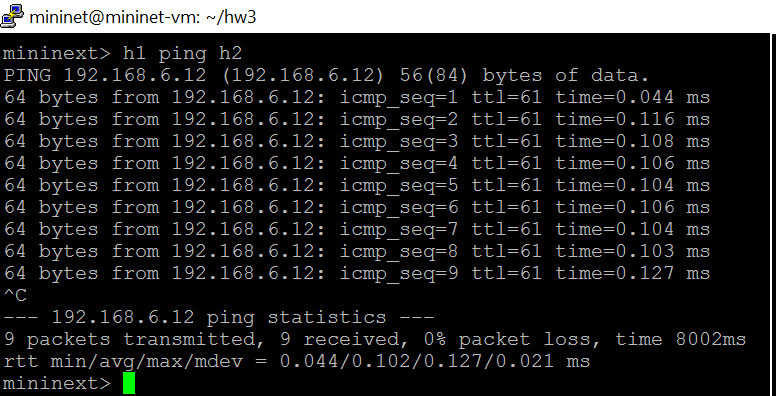 mininet@mininet-vm: ~/hw3
mininext> h1 ping h2
PING 192.168.6.12 (192.168.6.12) 56(84) bytes of data.
64 bytes from 192.168.6.12: icmp_seq=1 ttl=61 time=0.044 ms
64 bytes from 192.168.6.12: icmp_seq=2 ttl=61 time=0.116 ms
64 bytes from 192.168.6.12: icmp_seq=3 ttl=61 time=0.108 ms
64 bytes from 192.168.6.12: icmp_seq=4 ttl=61 time=0.106 ms
64 bytes from 192.168.6.12: icmp_seq=5 ttl=61 time=0.104 ms
64 bytes from 192.168.6.12: icmp_seq=6 ttl=61 time=0.106 ms
64 bytes from 192.168.6.12: icmp_seq=7 ttl=61 time=0.104 ms
64 bytes from 192.168.6.12: icmp_seq=8 ttl=61 time=0.103 ms
64 bytes from 192.168.6.12: icmp_seq=9 ttl=61 time=0.127 ms
^C
--- 192.168.6.12 ping statistics ---
9 packets transmitted, 9 received, 0% packet loss, time 8002ms
rtt min/avg/max/mdev = 0.044/0.102/0.127/0.021 ms
mininext>